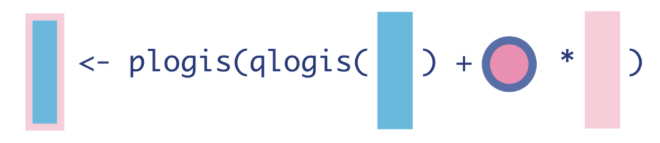 <- plogis(qlogis( ) + * )